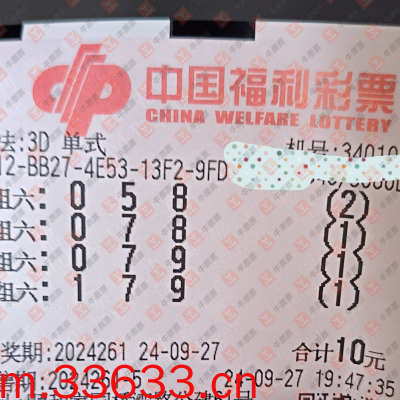 中国福利彩票
CHINA WELFARE LOTTERY
法:3D 单式 机号:34010
12-BB27-4E53-13F2-9FD
组六: 0 5 8 (2)
组六: 0 7 8 (1)
组六: 0 7 9 (1)
组六: 1 7 9 (1)
奖期:2024261 24-09-27 合计10元
24-09-27 19:47:35
m.33633.cn